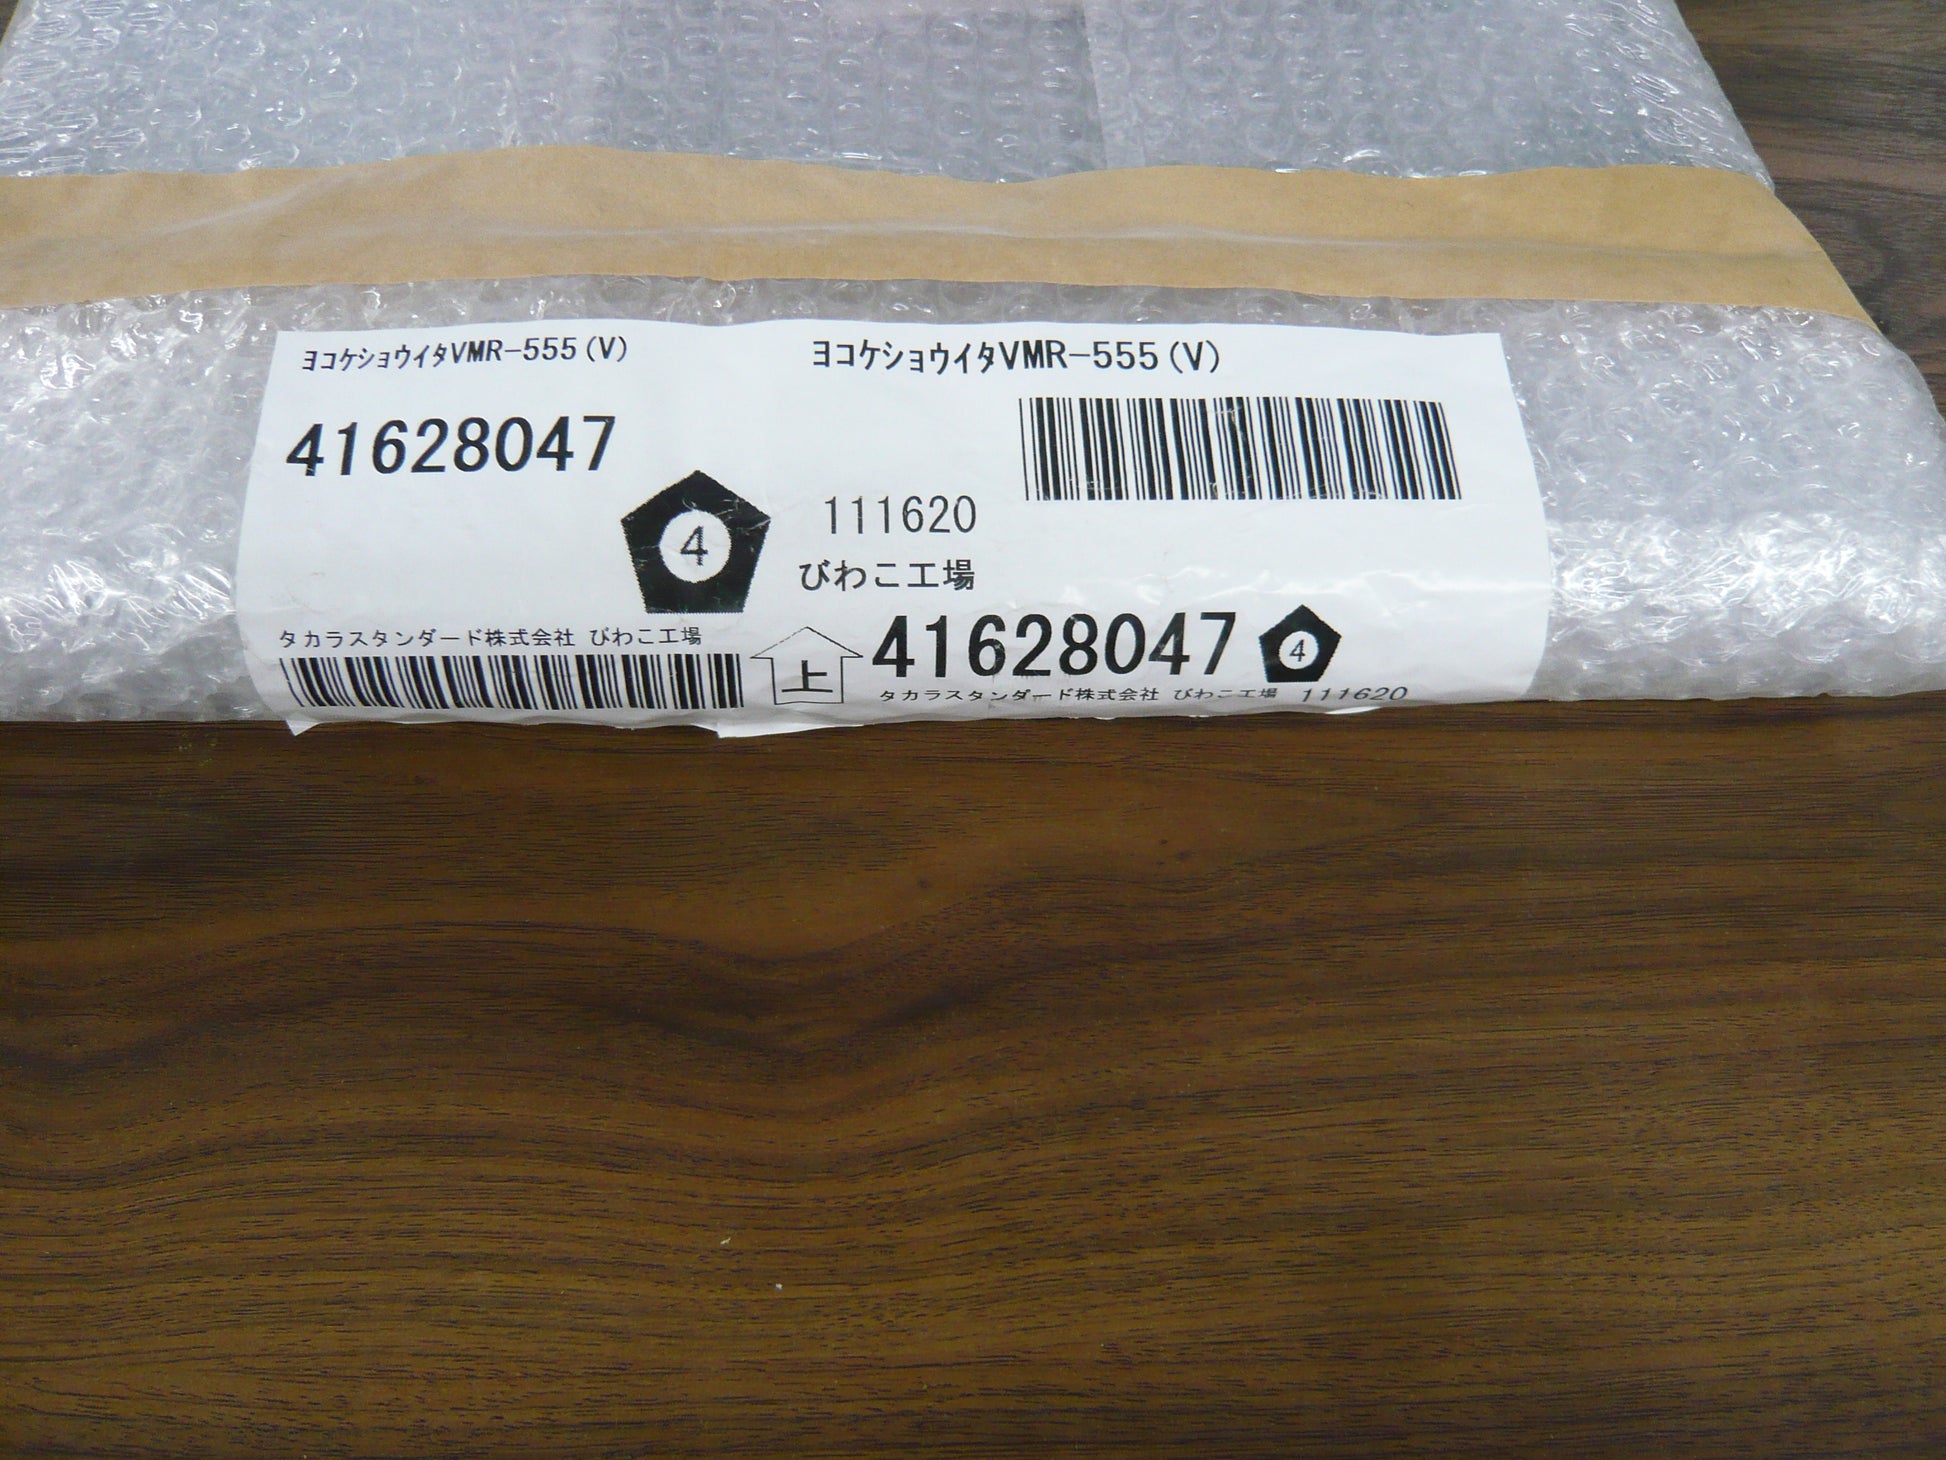 ﾖｺｹｼｮｳｲﾀVMR-555(V)
41628047
4
タカラスタンダード株式会社 びわこ工場
ﾖｺｹｼｮｳｲﾀVMR-555(V)
111620
びわこ工場
上
41628047
4
タカラスタンダード株式会社 びわこ工場 111620